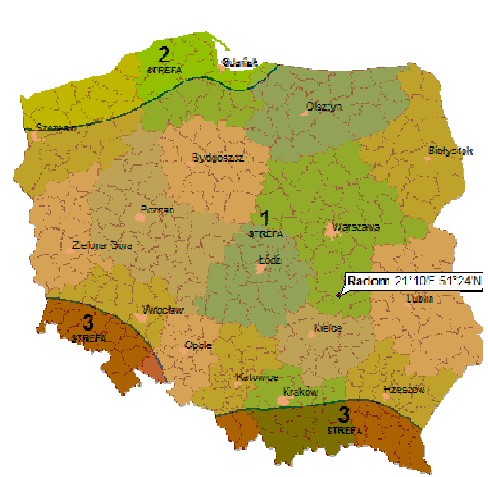 2
STREFA
Gdańsk
Olsztyn
Szczecin
Białystok
Bydgoszcz
Poznań
1
STREFA
Warszawa
Zielona Góra
Łódź
Radom 21°10'E 51°24'N
Lublin
3
STREFA
Wrocław
Kielce
Opole
Katowice
Kraków
Rzeszów
3
STREFA